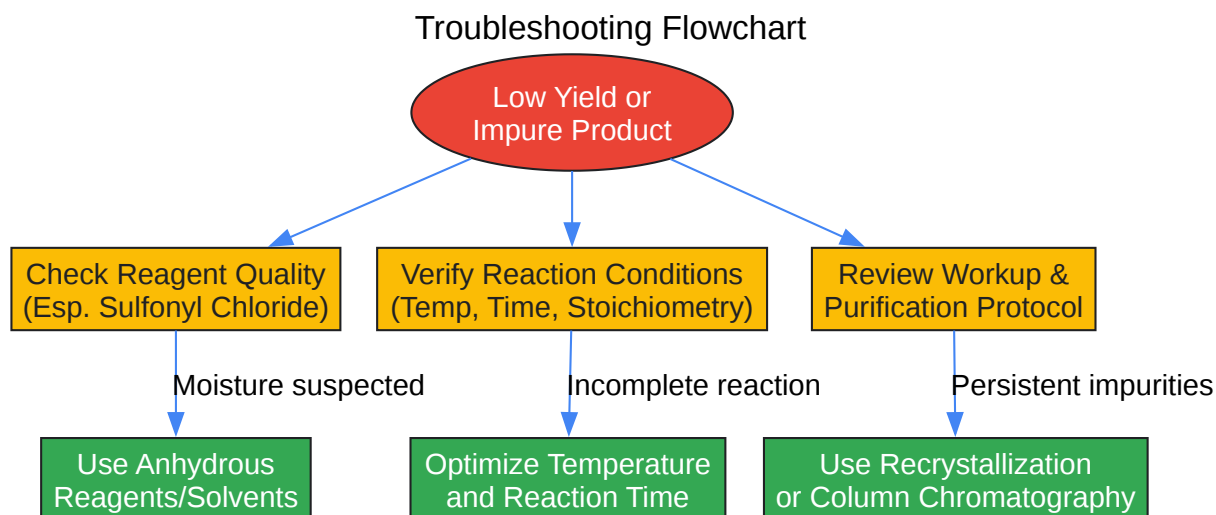 Troubleshooting Flowchart
Low Yield or
Impure Product
Check Reagent Quality
(Esp. Sulfonyl Chloride)
Verify Reaction Conditions
(Temp, Time, Stoichiometry)
Review Workup &
Purification Protocol
Moisture suspected
Incomplete reaction
Persistent impurities
Use Anhydrous
Reagents/Solvents
Optimize Temperature
and Reaction Time
Use Recrystallization
or Column Chromatography